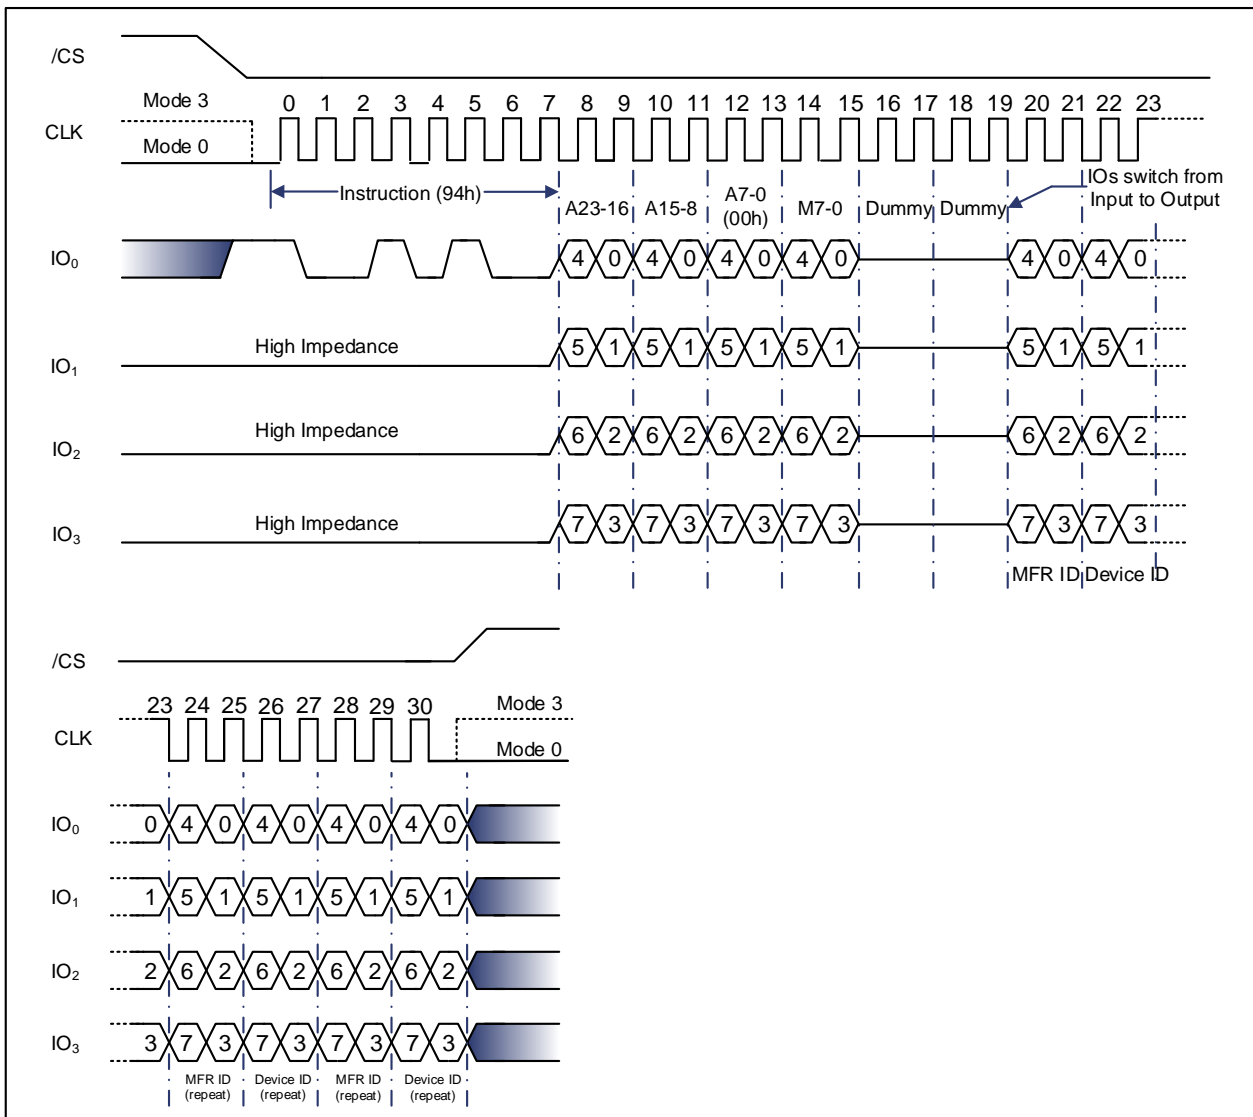 /CS
Mode 3
0 1 2 3 4 5 6 7 8 9 10 11 12 13 14 15 16 17 18 19 20 21 22 23
CLK
Mode 0
Instruction (94h)
A23-16
A15-8
A7-0
(00h)
M7-0
Dummy
Dummy
IOs switch from
Input to Output
IO0 4 0 4 0 4 0 4 0 4 0 4 0
IO1 High Impedance 5 1 5 1 5 1 5 1 5 1 5 1
IO2 High Impedance 6 2 6 2 6 2 6 2 6 2 6 2
IO3 High Impedance 7 3 7 3 7 3 7 3 7 3 7 3
MFR ID Device ID
/CS
23 24 25 26 27 28 29 30 Mode 3
CLK
Mode 0
IO0 0 4 0 4 0 4 0 4 0
IO1 1 5 1 5 1 5 1 5 1
IO2 2 6 2 6 2 6 2 6 2
IO3 3 7 3 7 3 7 3 7 3
MFR ID
(repeat)
Device ID
(repeat)
MFR ID
(repeat)
Device ID
(repeat)